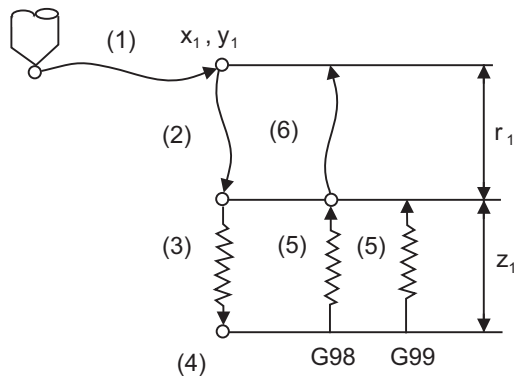 (1)
x₁ , y₁
(2)
(6)
r₁
(3)
(5)
(5)
z₁
(4)
G98
G99